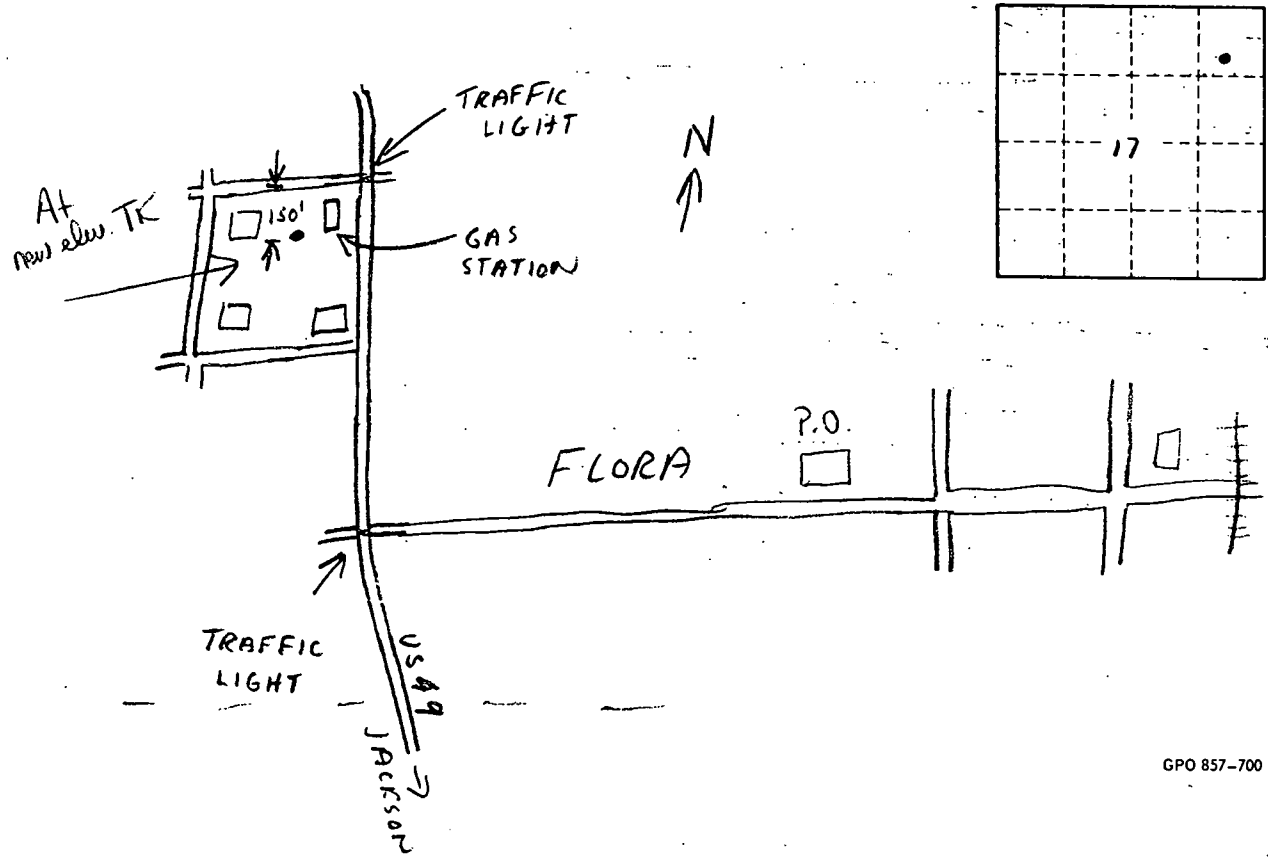 TRAFFIC
LIGHT
N
17
At
new elev. TK
150'
GAS
STATION
P.O.
FLORA
TRAFFIC
LIGHT
US 49
JACKSON
GPO 857-700